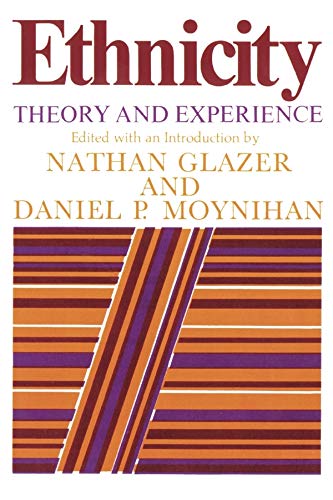 Ethnicity
THEORY AND EXPERIENCE
Edited with an Introduction by
NATHAN GLAZER
AND
DANIEL P. MOYNIHAN